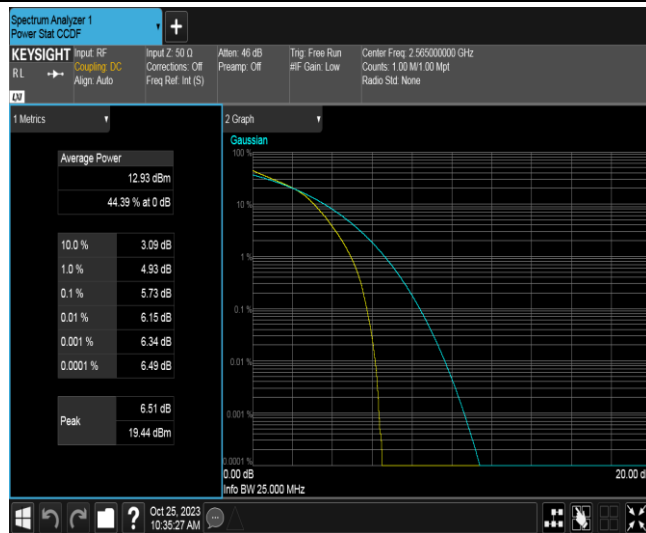 Spectrum Analyzer 1
Power Stat CCDF
+
KEYSIGHT
RL
LXI
Input: RF
Coupling: DC
Align: Auto
Input Z: 50 Ω
Corrections: Off
Freq Ref: Int (S)
Atten: 46 dB
Preamp: Off
Trig: Free Run
#IF Gain: Low
Center Freq: 2.565000000 GHz
Counts: 1.00 M/1.00 Mpt
Radio Std: None
1 Metrics
Average Power
12.93 dBm
44.39 % at 0 dB
10.0 % 3.09 dB
1.0 % 4.93 dB
0.1 % 5.73 dB
0.01 % 6.15 dB
0.001 % 6.34 dB
0.0001 % 6.49 dB
Peak
6.51 dB
19.44 dBm
2 Graph
Gaussian
100 %
10 %
1 %
0.1 %
0.01 %
0.001 %
0.0001 %
0.00 dB
20.00 d
Info BW 25.000 MHz
?
Oct 25, 2023
10:35:27 AM